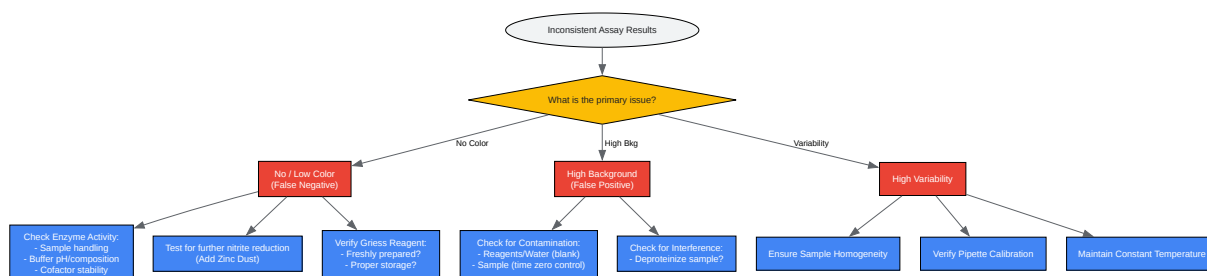 Inconsistent Assay Results
What is the primary issue?
No Color
High Bkg
Variability
No / Low Color
(False Negative)
High Background
(False Positive)
High Variability
Check Enzyme Activity:
- Sample handling
- Buffer pH/composition
- Cofactor stability
Test for further nitrite reduction
(Add Zinc Dust)
Verify Griess Reagent:
- Freshly prepared?
- Proper storage?
Check for Contamination:
- Reagents/Water (blank)
- Sample (time zero control)
Check for Interference:
- Deproteinize sample?
Ensure Sample Homogeneity
Verify Pipette Calibration
Maintain Constant Temperature